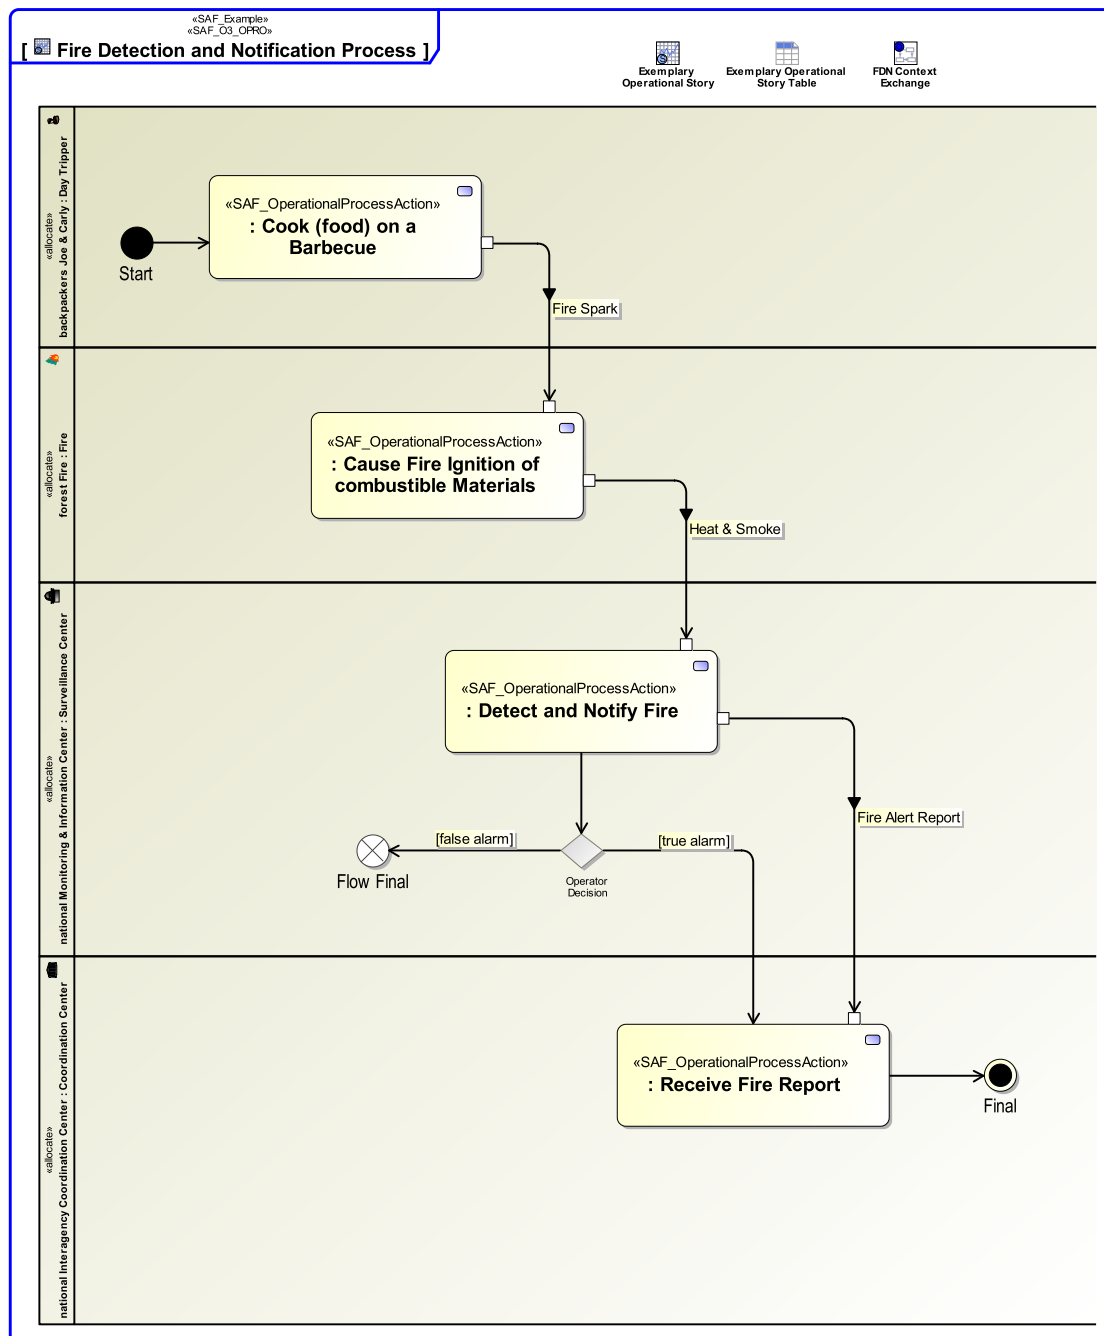 «SAF_Example»
«SAF_O3_OPRO»
[ Fire Detection and Notification Process ]
Exemplary
Operational Story
Exemplary Operational
Story Table
FDN Context
Exchange
«allocate»
backpackers Joe & Carly : Day Tripper
Start
«SAF_OperationalProcessAction»
: Cook (food) on a
Barbecue
Fire Spark
«allocate»
forest Fire : Fire
«SAF_OperationalProcessAction»
: Cause Fire Ignition of
combustible Materials
Heat & Smoke
«allocate»
national Monitoring & Information Center : Surveillance Center
«SAF_OperationalProcessAction»
: Detect and Notify Fire
Fire Alert Report
[false alarm]
[true alarm]
Flow Final
Operator
Decision
«allocate»
national Interagency Coordination Center : Coordination Center
«SAF_OperationalProcessAction»
: Receive Fire Report
Final